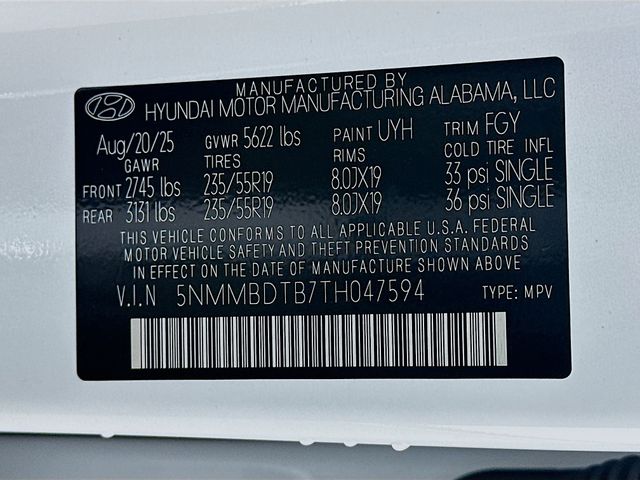 MANUFACTURED BY
HYUNDAI MOTOR MANUFACTURING ALABAMA, LLC
Aug/20/25 GVWR 5622 lbs PAINT UYH TRIM FGY
GAWR TIRES RIMS COLD TIRE INFL
FRONT 2745 lbs 235/55R19 8.0JX19 33 psi SINGLE
REAR 3131 lbs 235/55R19 8.0JX19 36 psi SINGLE
THIS VEHICLE CONFORMS TO ALL APPLICABLE U.S.A. FEDERAL
MOTOR VEHICLE SAFETY AND THEFT PREVENTION STANDARDS
IN EFFECT ON THE DATE OF MANUFACTURE SHOWN ABOVE
V.I.N 5NMMBDTB7TH047594 TYPE: MPV